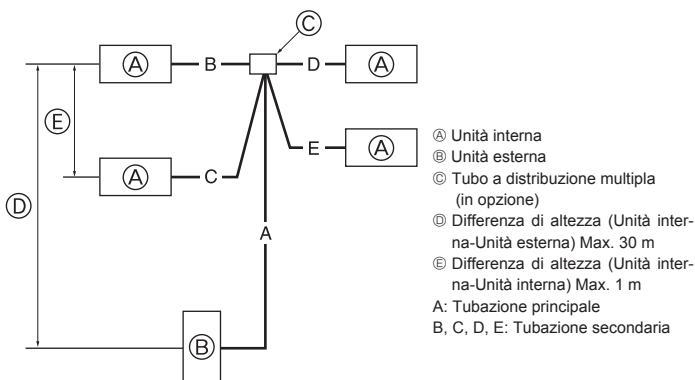 Ⓒ
Ⓐ B D Ⓐ
Ⓔ
E Ⓐ
Ⓐ C
Ⓓ
A
Ⓑ
Ⓐ Unità interna
Ⓑ Unità esterna
Ⓒ Tubo a distribuzione multipla
(in opzione)
Ⓓ Differenza di altezza (Unità inter-
na-Unità esterna) Max. 30 m
Ⓔ Differenza di altezza (Unità inter-
na-Unità interna) Max. 1 m
A: Tubazione principale
B, C, D, E: Tubazione secondaria